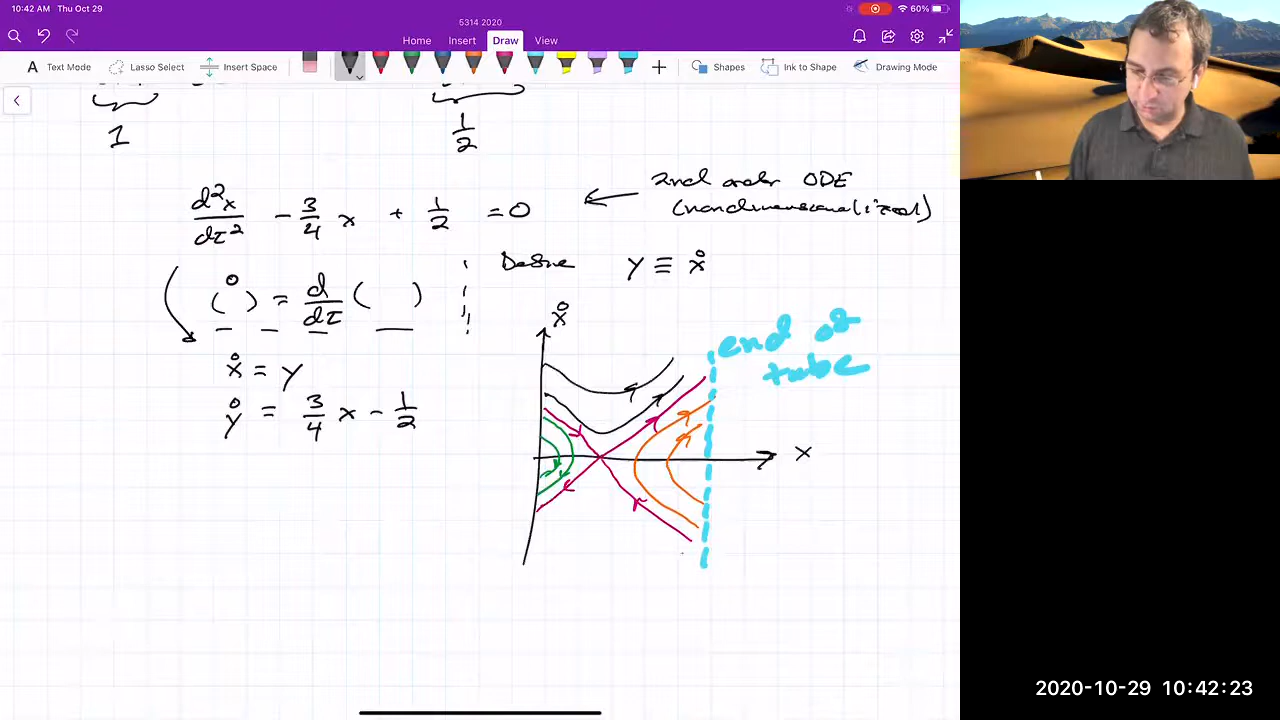 10:42 AM Thu Oct 29
60%
5314 2020
Home Insert Draw View
Text Mode Lasso Select Insert Space Shapes Ink to Shape Drawing Mode
1
1/2
d²x/dτ² - 3/4 x + 1/2 = 0
2nd order ODE
(nondimensionalized)
Define y ≡ ẋ
(˚) = d/dτ ( )
ẋ
end of
tube
ẋ = y
ẏ = 3/4 x - 1/2
x
2020-10-29 10:42:23